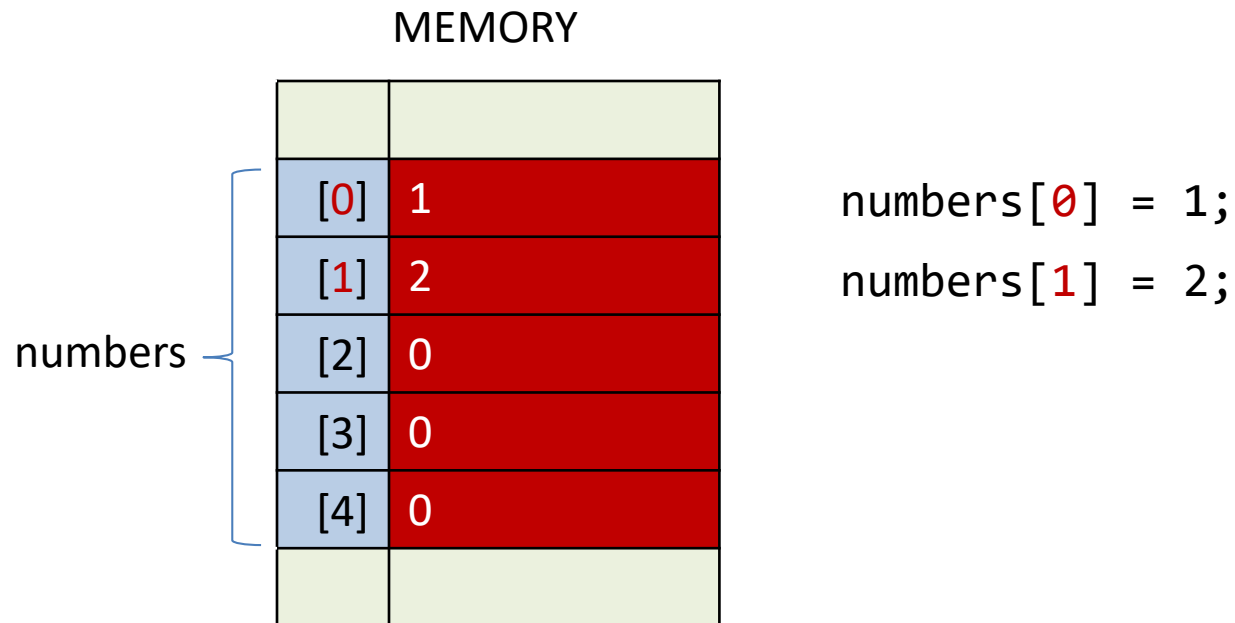 MEMORY
[0] 1 numbers[0] = 1;
[1] 2 numbers[1] = 2;
numbers [2] 0
[3] 0
[4] 0